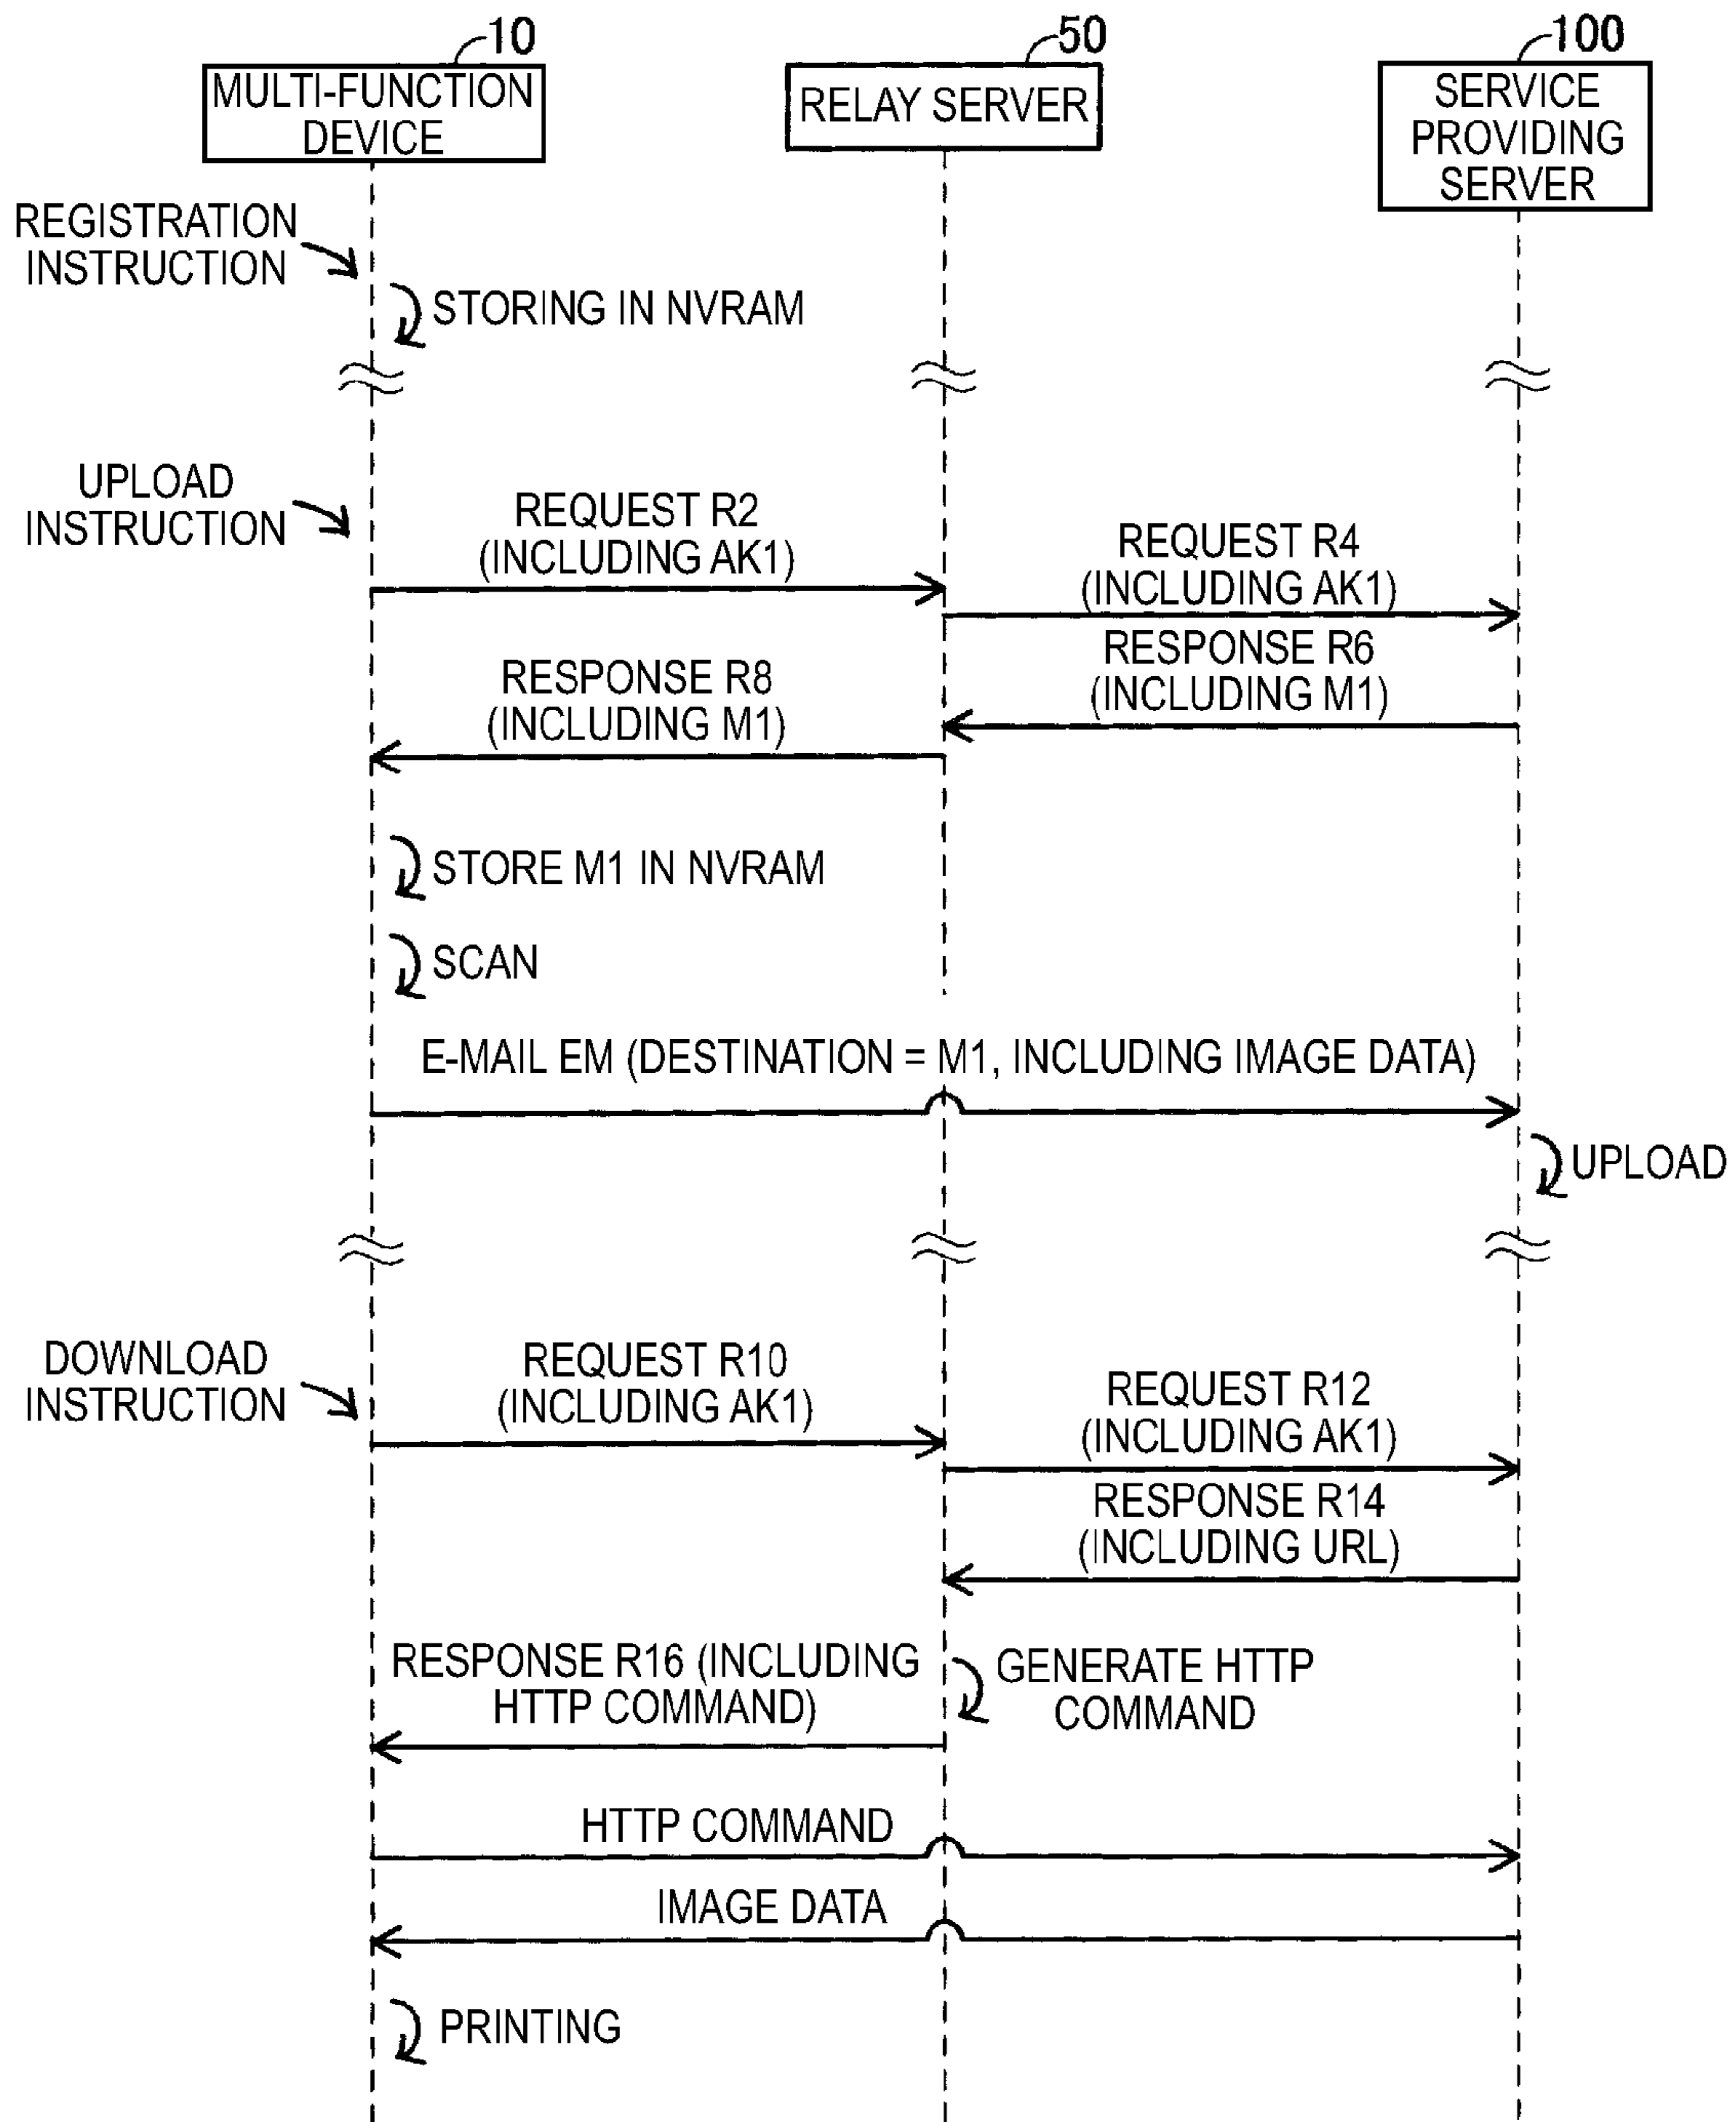 10
50
100
MULTI-FUNCTION
DEVICE
RELAY SERVER
SERVICE
PROVIDING
SERVER
REGISTRATION
INSTRUCTION
STORING IN NVRAM
UPLOAD
INSTRUCTION
REQUEST R2
(INCLUDING AK1)
REQUEST R4
(INCLUDING AK1)
RESPONSE R6
(INCLUDING M1)
RESPONSE R8
(INCLUDING M1)
STORE M1 IN NVRAM
SCAN
E-MAIL EM (DESTINATION = M1, INCLUDING IMAGE DATA)
UPLOAD
DOWNLOAD
INSTRUCTION
REQUEST R10
(INCLUDING AK1)
REQUEST R12
(INCLUDING AK1)
RESPONSE R14
(INCLUDING URL)
GENERATE HTTP
COMMAND
RESPONSE R16 (INCLUDING
HTTP COMMAND)
HTTP COMMAND
IMAGE DATA
PRINTING